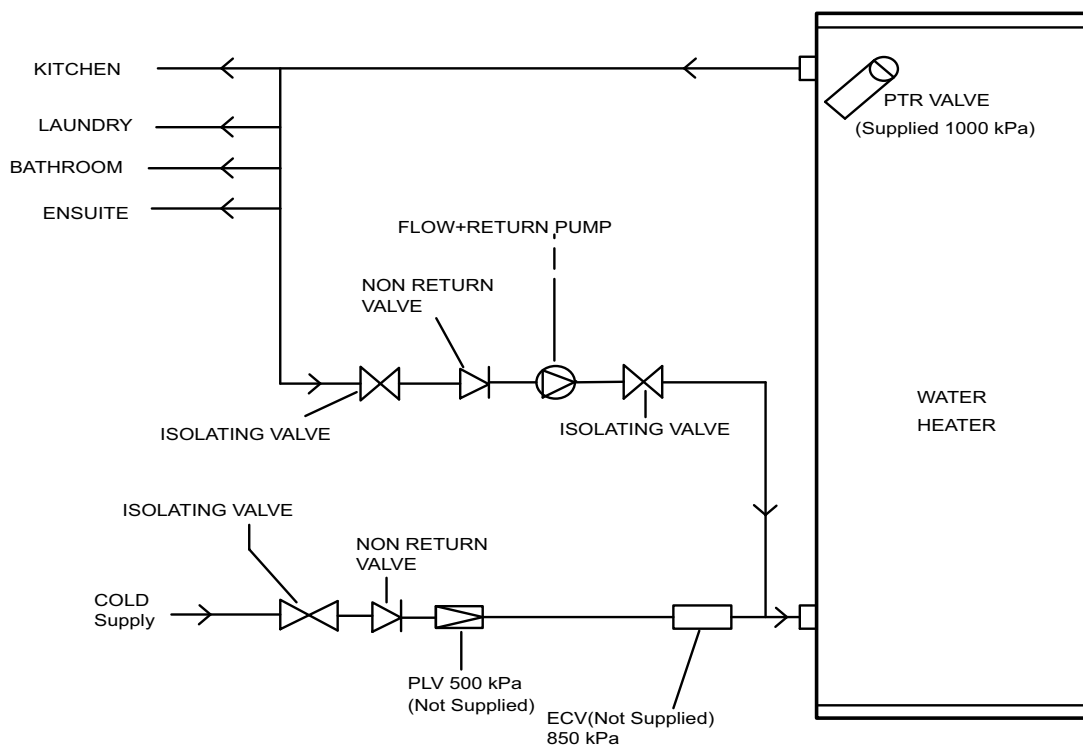 KITCHEN
PTR VALVE
(Supplied 1000 kPa)
LAUNDRY
BATHROOM
ENSUITE
FLOW+RETURN PUMP
NON RETURN
VALVE
ISOLATING VALVE
ISOLATING VALVE
WATER
HEATER
ISOLATING VALVE
NON RETURN
VALVE
COLD
Supply
PLV 500 kPa
(Not Supplied)
ECV(Not Supplied)
850 kPa